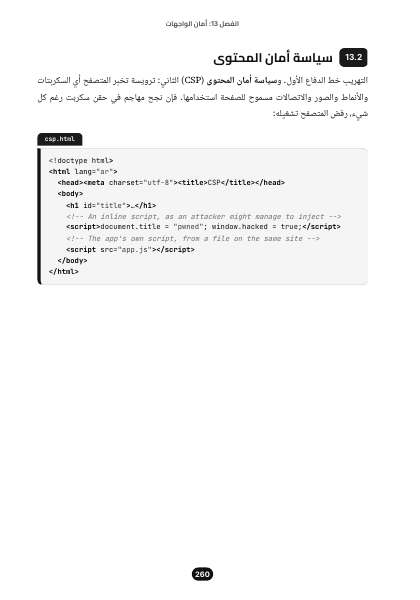 الفصل 13: أمان الواجهات
13.2 سياسة أمان المحتوى
التهريب خط الدفاع الأول. وسياسة أمان المحتوى (CSP) الثاني: ترويسة تخبر المتصفح أي السكربتات
والأنماط والصور والاتصالات مسموح للصفحة استخدامها. فإن نجح مهاجم في حقن سكربت رغم كل
شيء، رفض المتصفح تشغيله:
csp.html
<!doctype html>
<html lang="ar">
<head><meta charset="utf-8"><title>CSP</title></head>
<body>
<h1 id="title">…</h1>
<!-- An inline script, as an attacker might manage to inject -->
<script>document.title = "pwned"; window.hacked = true;</script>
<!-- The app's own script, from a file on the same site -->
<script src="app.js"></script>
</body>
</html>
260